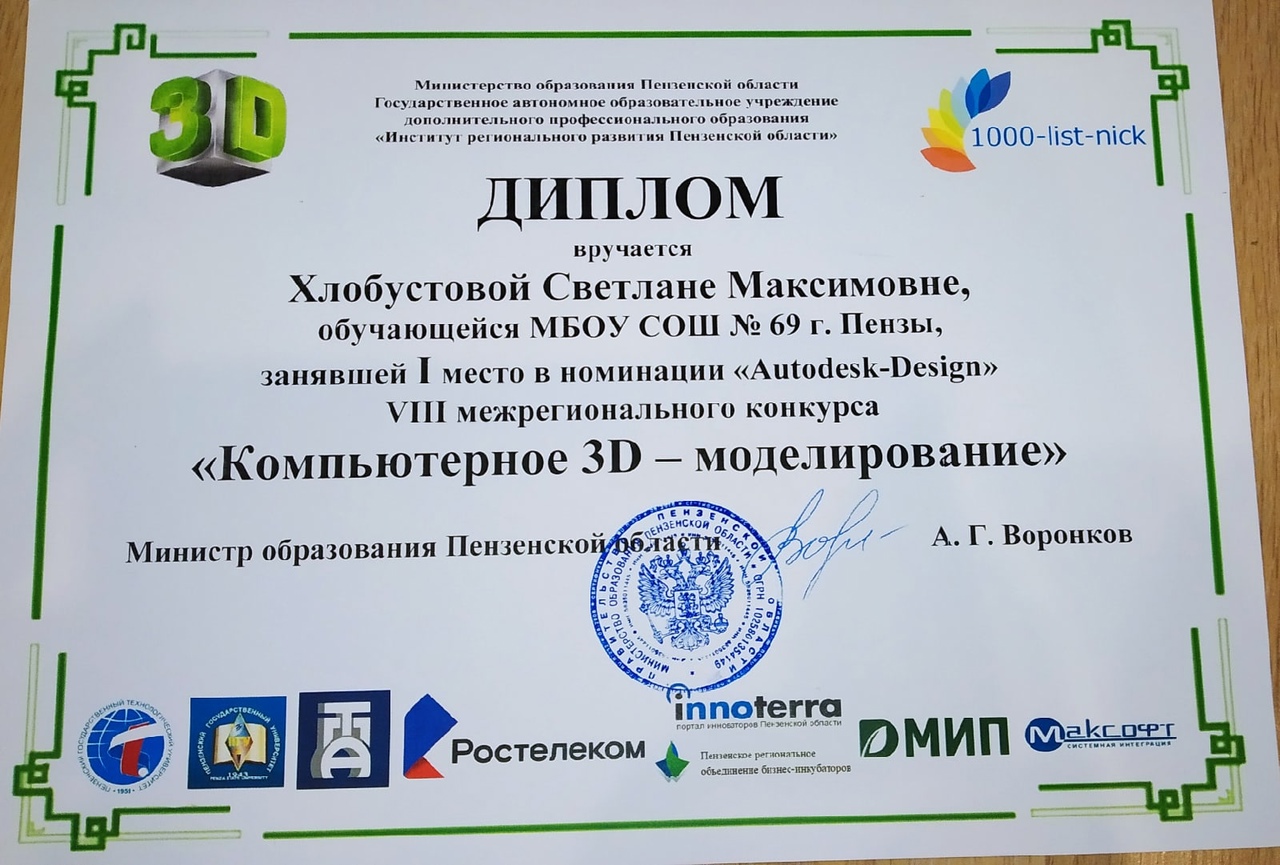 3D
Министерство образования Пензенской области
Государственное автономное образовательное учреждение
дополнительного профессионального образования
«Институт регионального развития Пензенской области»
1000-list-nick
ДИПЛОМ
вручается
Хлобустовой Светлане Максимовне,
обучающейся МБОУ СОШ № 69 г. Пензы,
занявшей I место в номинации «Autodesk-Design»
VIII межрегионального конкурса
«Компьютерное 3D – моделирование»
Министр образования Пензенской области
А. Г. Воронков
ПРАВИТЕЛЬСТВО ПЕНЗЕНСКОЙ ОБЛАСТИ
МИНИСТЕРСТВО ОБРАЗОВАНИЯ ПЕНЗЕНСКОЙ ОБЛАСТИ * ОГРН 1025801354149
ГОСУДАРСТВЕННЫЙ ТЕХНОЛОГИЧЕСКИЙ УНИВЕРСИТЕТ
ПЕНЗЕНСКИЙ
• 1951 •
ПЕНЗЕНСКИЙ ГОСУДАРСТВЕННЫЙ УНИВЕРСИТЕТ
ПГУ
1943
PENZA STATE UNIVERSITY
Ростелеком
innoterra
портал инноваторов Пензенской области
Пензенское региональное
объединение бизнес-инкубаторов
МИП
Максофт
СИСТЕМНАЯ ИНТЕГРАЦИЯ